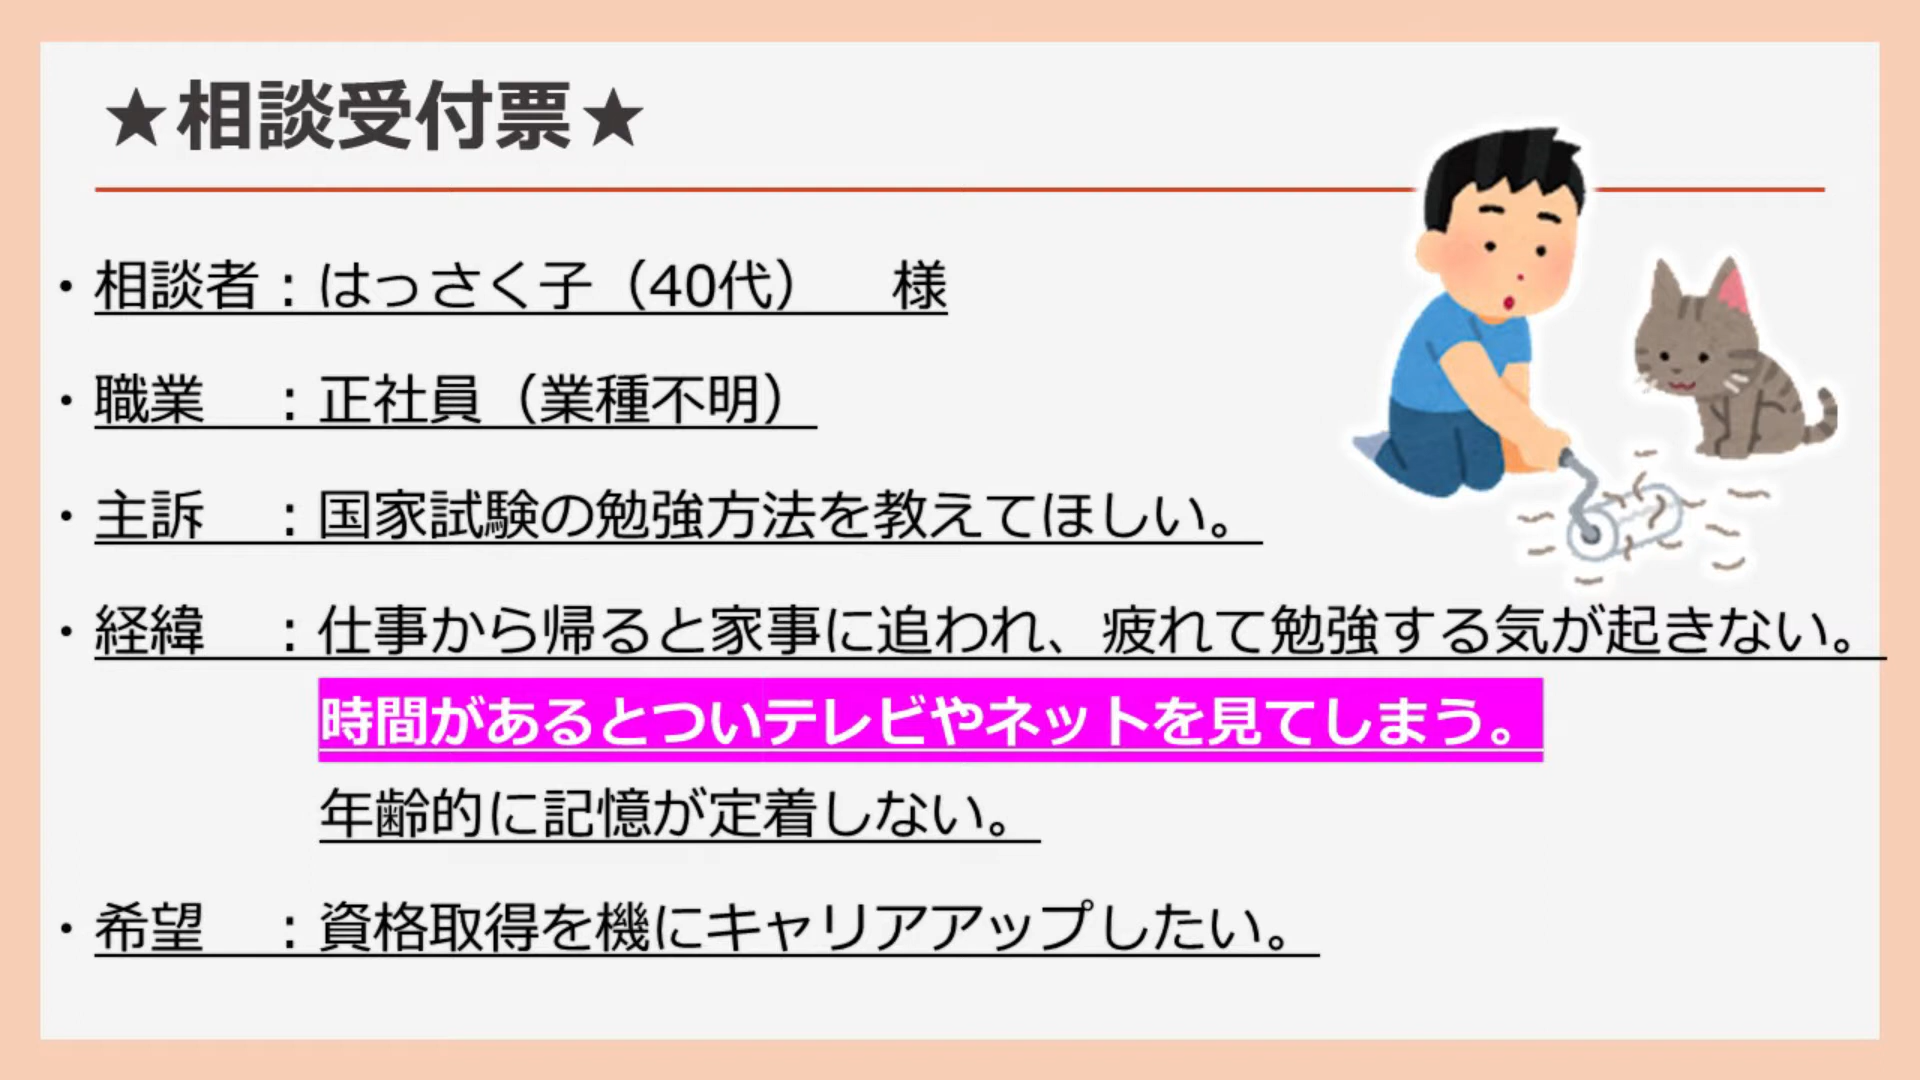 ★相談受付票★
・相談者：はっさく子（40代）　様
・職業　：正社員（業種不明）
・主訴　：国家試験の勉強方法を教えてほしい。
・経緯　：仕事から帰ると家事に追われ、疲れて勉強する気が起きない。
時間があるとついテレビやネットを見てしまう。
年齢的に記憶が定着しない。
・希望　：資格取得を機にキャリアアップしたい。